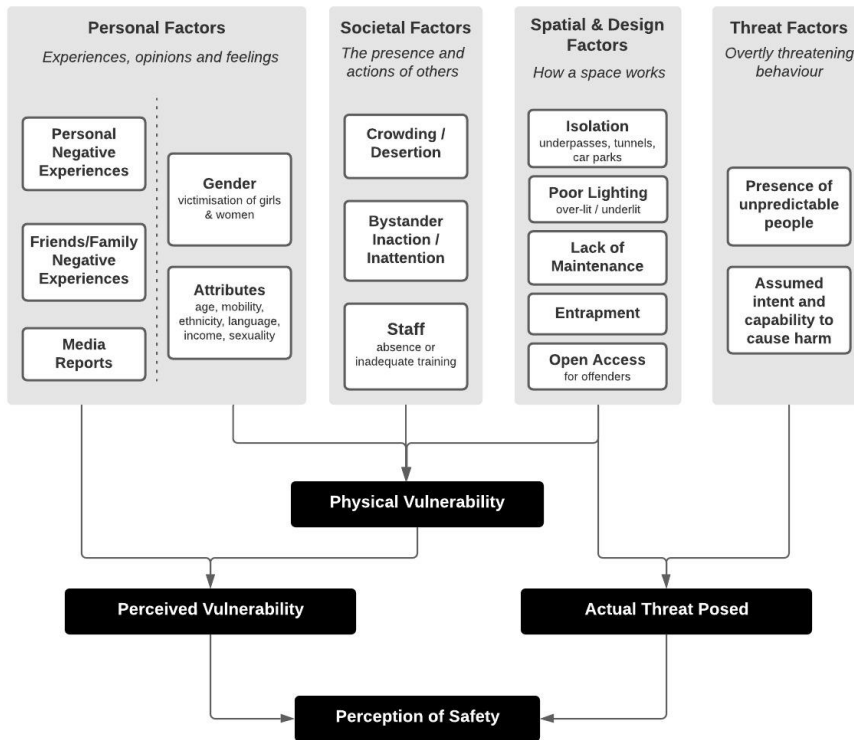 Personal Factors
Experiences, opinions and feelings
Personal
Negative
Experiences
Friends/Family
Negative
Experiences
Media
Reports
Gender
victimisation of girls
& women
Attributes
age, mobility,
ethnicity, language,
income, sexuality
Societal Factors
The presence and
actions of others
Crowding /
Desertion
Bystander
Inaction /
Inattention
Staff
absence or
inadequate training
Spatial & Design
Factors
How a space works
Isolation
underpasses, tunnels,
car parks
Poor Lighting
over-lit / underlit
Lack of
Maintenance
Entrapment
Open Access
for offenders
Threat Factors
Overtly threatening
behaviour
Presence of
unpredictable
people
Assumed
intent and
capability to
cause harm
Physical Vulnerability
Perceived Vulnerability
Actual Threat Posed
Perception of Safety